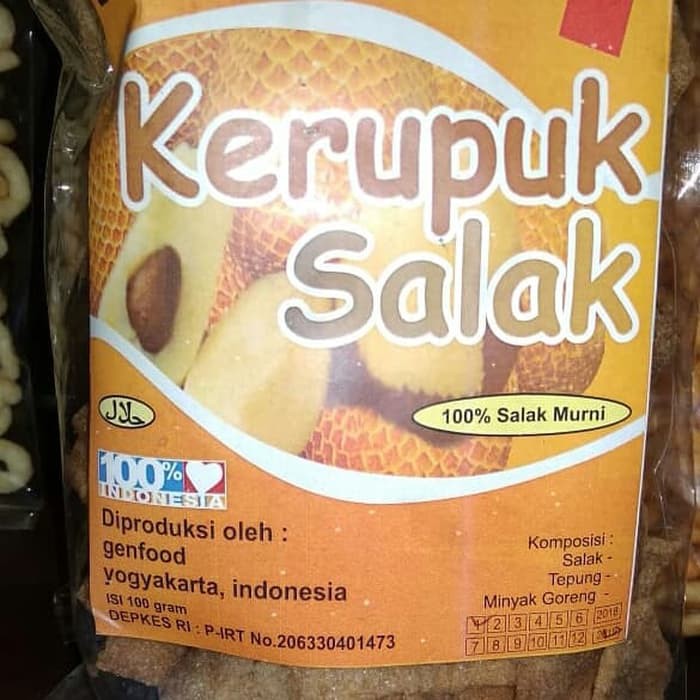 Kerupuk
Salak
حلال
100% Salak Murni
100%
INDONESIA
Diproduksi oleh :
genfood
yogyakarta, indonesia
ISI 100 gram
DEPKES RI : P-IRT No.206330401473
Komposisi :
Salak -
Tepung -
Minyak Goreng -
2 3 4 5 6 2018
7 8 9 10 11 12